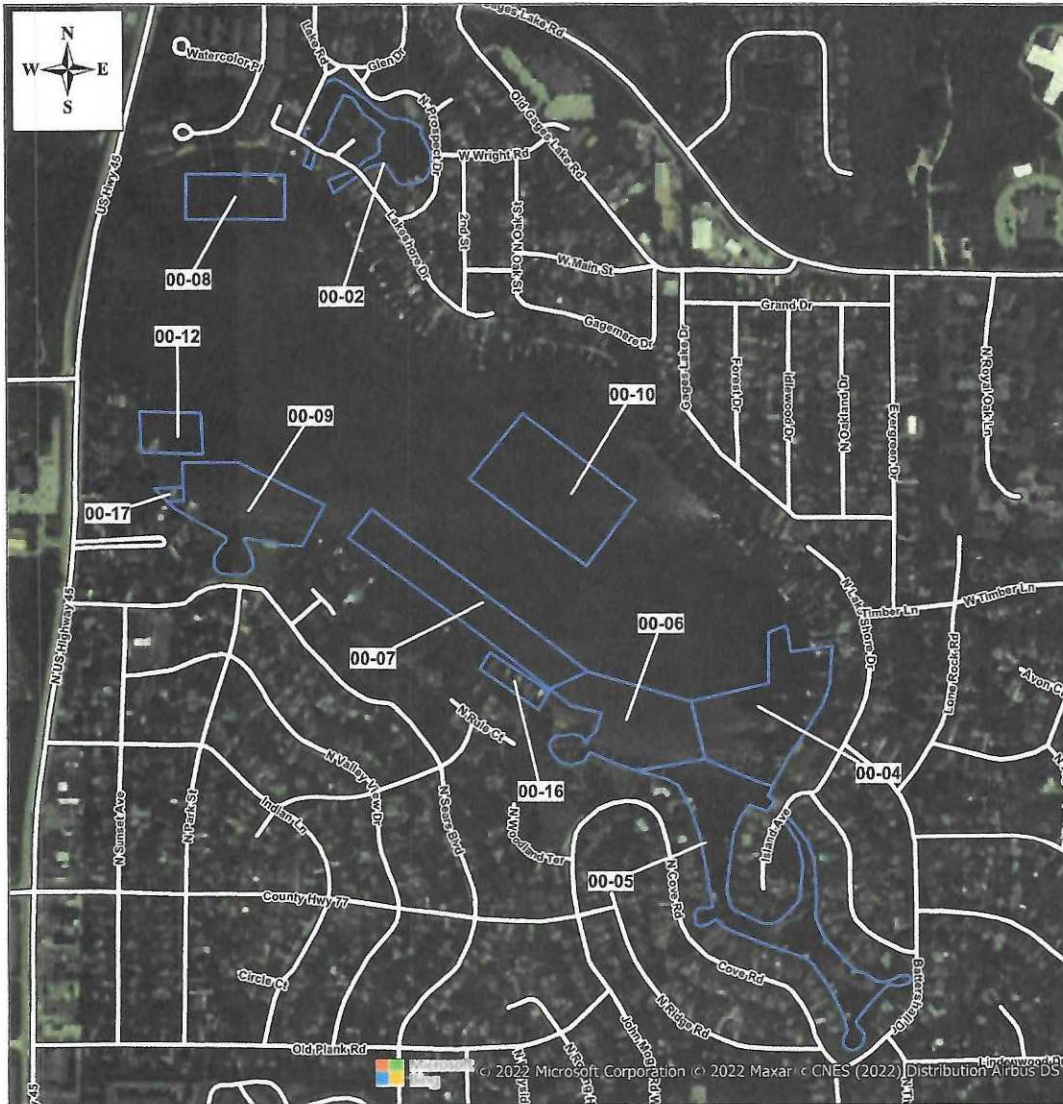 N
W E
S
Watercolor Pl
Lake Rd
Glen Dr
Gages Lake Rd
Old Gages Lake Rd
N Prospect Dr
W Wright Rd
US Hwy 45
2nd St
N Oak St
Lakeshore Dr
W Main St
00-08
00-02
Gagemere Dr
Grand Dr
Gages Lake Dr
Forest Dr
Idlewood Dr
N Oakland Dr
Evergreen Dr
N Royal Oak Ln
00-12
00-09
00-10
00-17
N Lake Shore Dr
Timber Ln
W Timber Ln
N US Highway 45
00-07
00-06
Lone Rock Rd
Avon C
N Rule Ct
00-16
00-04
N Sunset Ave
N Park St
Indian Ln
N Valley View Dr
N Sears Blvd
N Woodland Ter
Island Ave
00-05
N Cove Rd
County Hwy 77
Circle Ct
Cove Rd
N Ridge Rd
Battershall Dr
Old Plank Rd
Microsoft
Bing
© 2022 Microsoft Corporation © 2022 Maxar © CNES (2022) Distribution Airbus DS